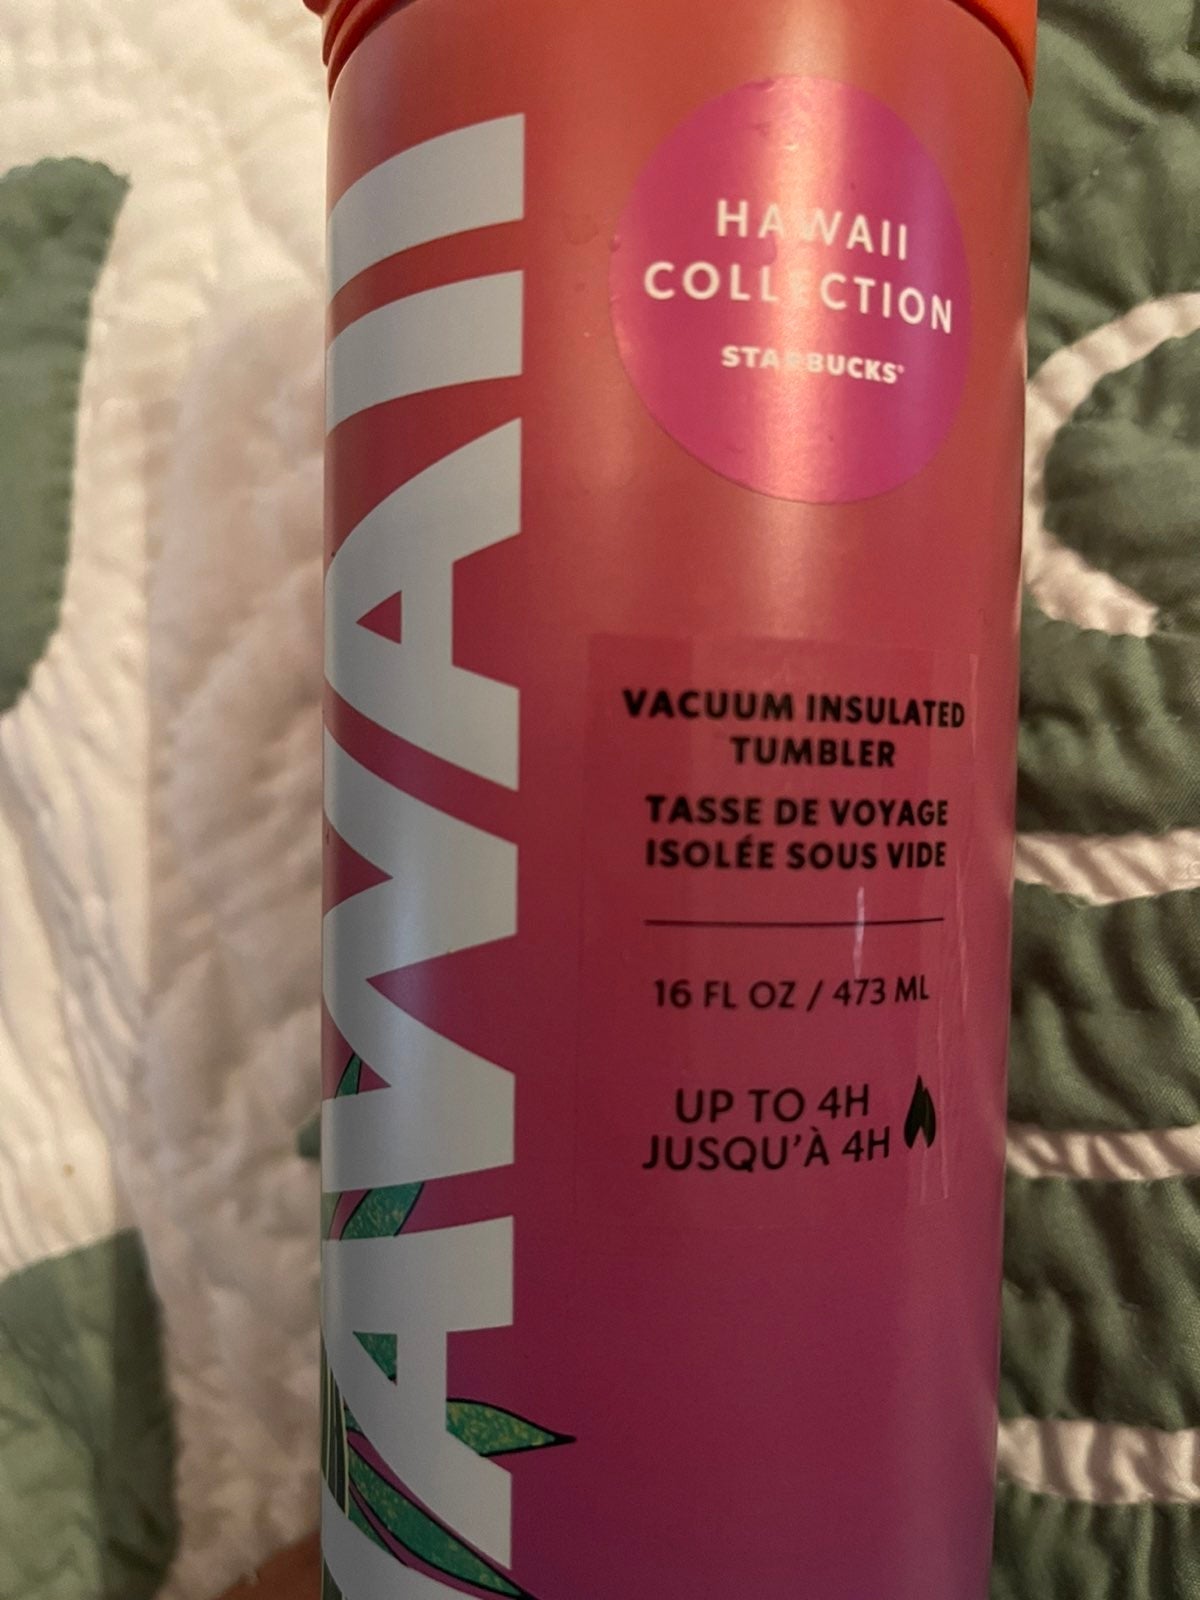 HAWAII
HAWAII
COLLECTION
STARBUCKS®
VACUUM INSULATED
TUMBLER
TASSE DE VOYAGE
ISOLÉE SOUS VIDE
16 FL OZ / 473 ML
UP TO 4H
JUSQU'À 4H